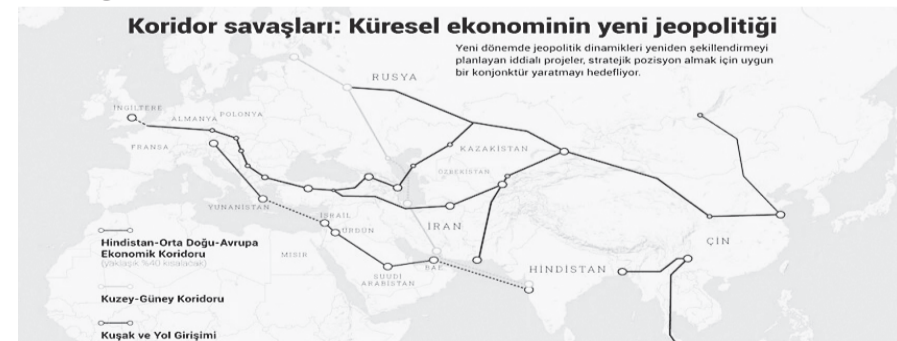 Koridor savaşları: Küresel ekonominin yeni jeopolitiği
Yeni dönemde jeopolitik dinamikleri yeniden şekillendirmeyi
planlayan iddialı projeler, stratejik pozisyon almak için uygun
bir konjonktür yaratmayı hedefliyor.
RUSYA
İNGİLTERE
ALMANYA
POLONYA
FRANSA
KAZAKİSTAN
ÖZBEKİSTAN
YUNANİSTAN
İSRAİL
ÜRDÜN
İRAN
ÇİN
MISIR
BAE
HİNDİSTAN
SUUDİ
ARABİSTAN
Hindistan-Orta Doğu-Avrupa
Ekonomik Koridoru
(yaklaşık %40 kısalacak)
Kuzey-Güney Koridoru
Kuşak ve Yol Girişimi